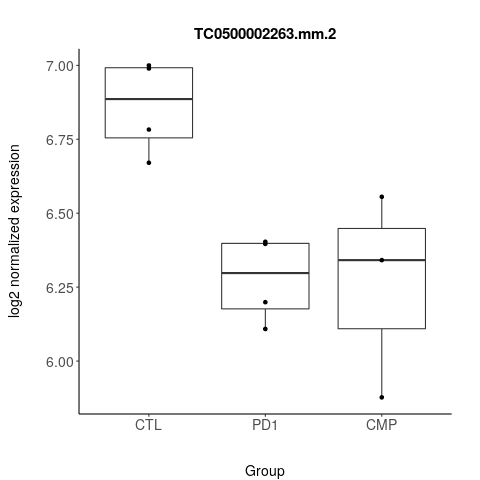 TC0500002263.mm.2
log2 normalized expression
7.00
6.75
6.50
6.25
6.00
CTL PD1 CMP
Group